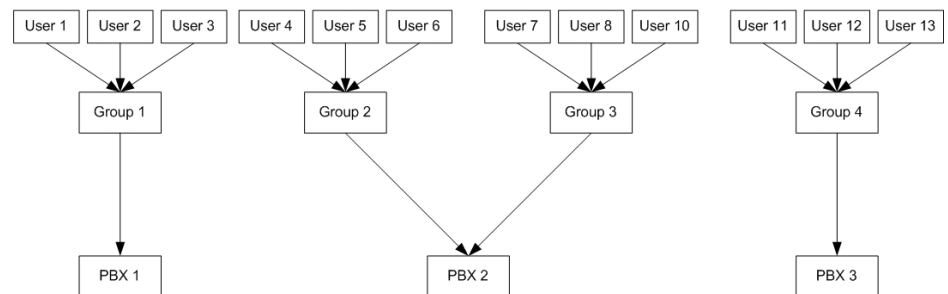 User 1 User 2 User 3 User 4 User 5 User 6 User 7 User 8 User 10 User 11 User 12 User 13
Group 1 Group 2 Group 3 Group 4
PBX 1 PBX 2 PBX 3